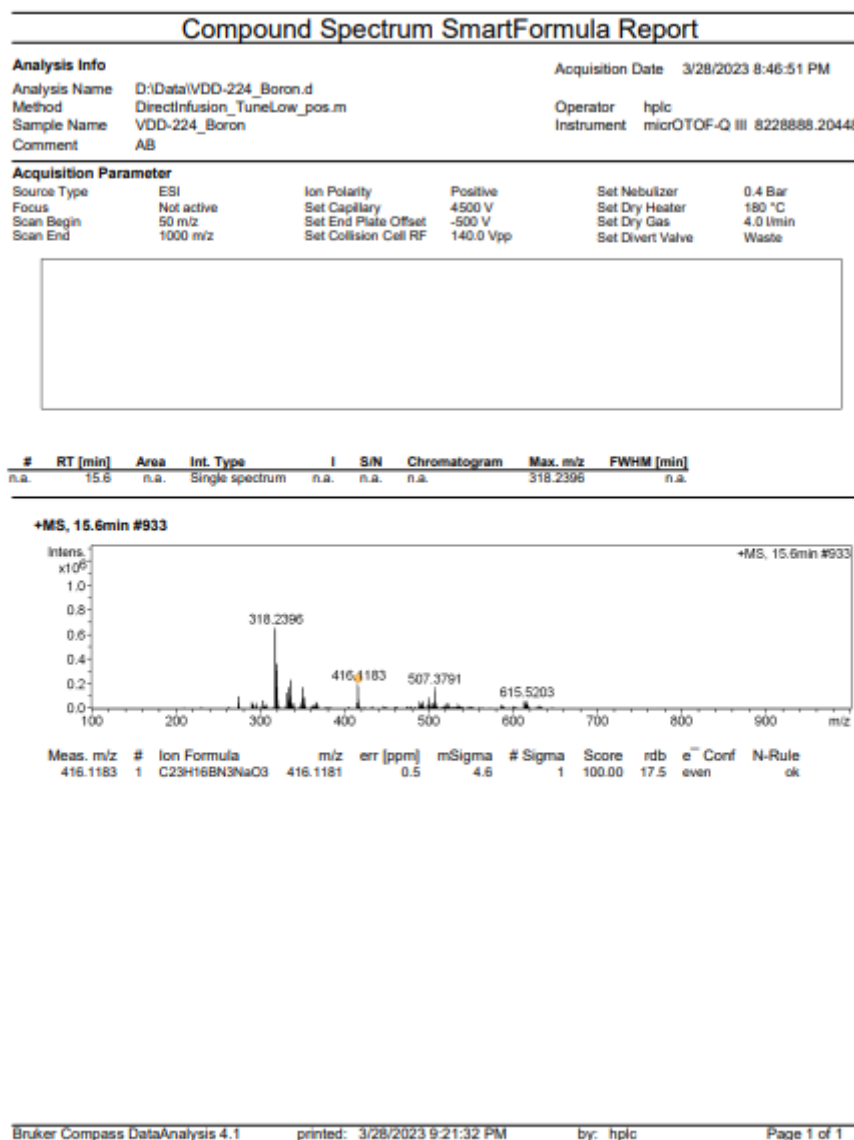 Compound Spectrum SmartFormula Report
Analysis Info Acquisition Date 3/28/2023 8:46:51 PM
Analysis Name D:\Data\VDD-224_Boron.d
Method DirectInfusion_TuneLow_pos.m Operator hplc
Sample Name VDD-224_Boron Instrument micrOTOF-Q III 8228888.20448
Comment AB
Acquisition Parameter
Source Type ESI Ion Polarity Positive Set Nebulizer 0.4 Bar
Focus Not active Set Capillary 4500 V Set Dry Heater 180 °C
Scan Begin 50 m/z Set End Plate Offset -500 V Set Dry Gas 4.0 l/min
Scan End 1000 m/z Set Collision Cell RF 140.0 Vpp Set Divert Valve Waste
# RT [min] Area Int. Type I S/N Chromatogram Max. m/z FWHM [min]
n.a. 15.6 n.a. Single spectrum n.a. n.a. n.a. 318.2396 n.a.
+MS, 15.6min #933
Intens. +MS, 15.6min #933
x10⁶
1.0
0.8
318.2396
0.6
0.4
416.1183 507.3791
0.2 615.5203
0.0
100 200 300 400 500 600 700 800 900 m/z
Meas. m/z # Ion Formula m/z err [ppm] mSigma # Sigma Score rdb e⁻ Conf N-Rule
416.1183 1 C23H16BN3NaO3 416.1181 0.5 4.6 1 100.00 17.5 even ok
Bruker Compass DataAnalysis 4.1 printed: 3/28/2023 9:21:32 PM by: hplc Page 1 of 1